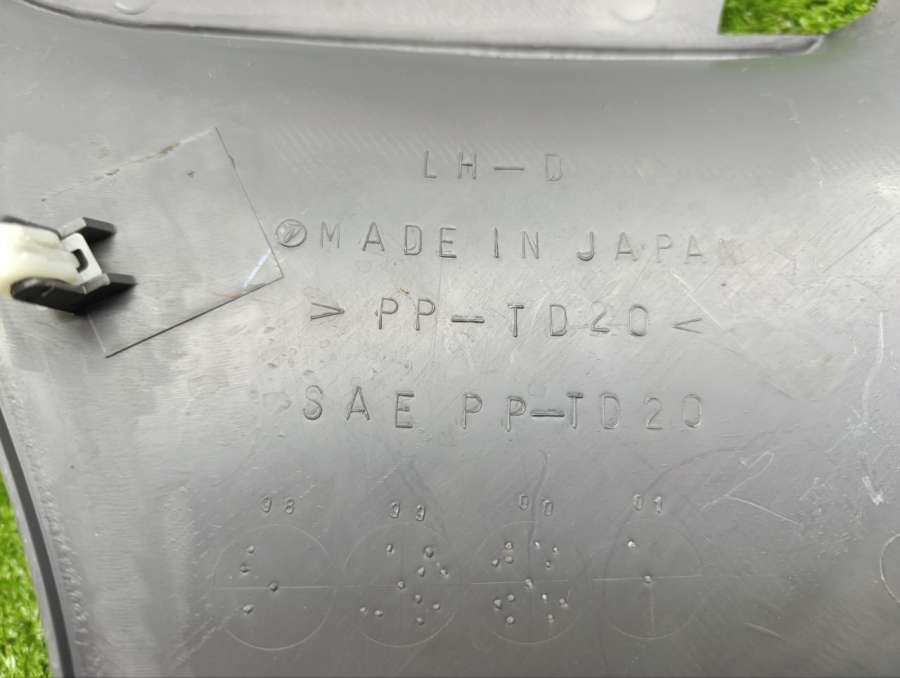 LH-D
MADE IN JAPAN
>PP-TD20<
SAE PP-TD20
98 99 00 01